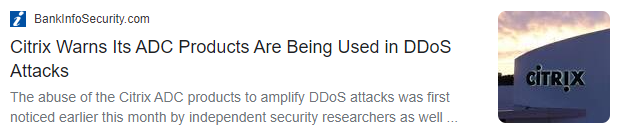 BankInfoSecurity.com
Citrix Warns Its ADC Products Are Being Used in DDoS
Attacks
The abuse of the Citrix ADC products to amplify DDoS attacks was first
noticed earlier this month by independent security researchers as well ...
CITRIX